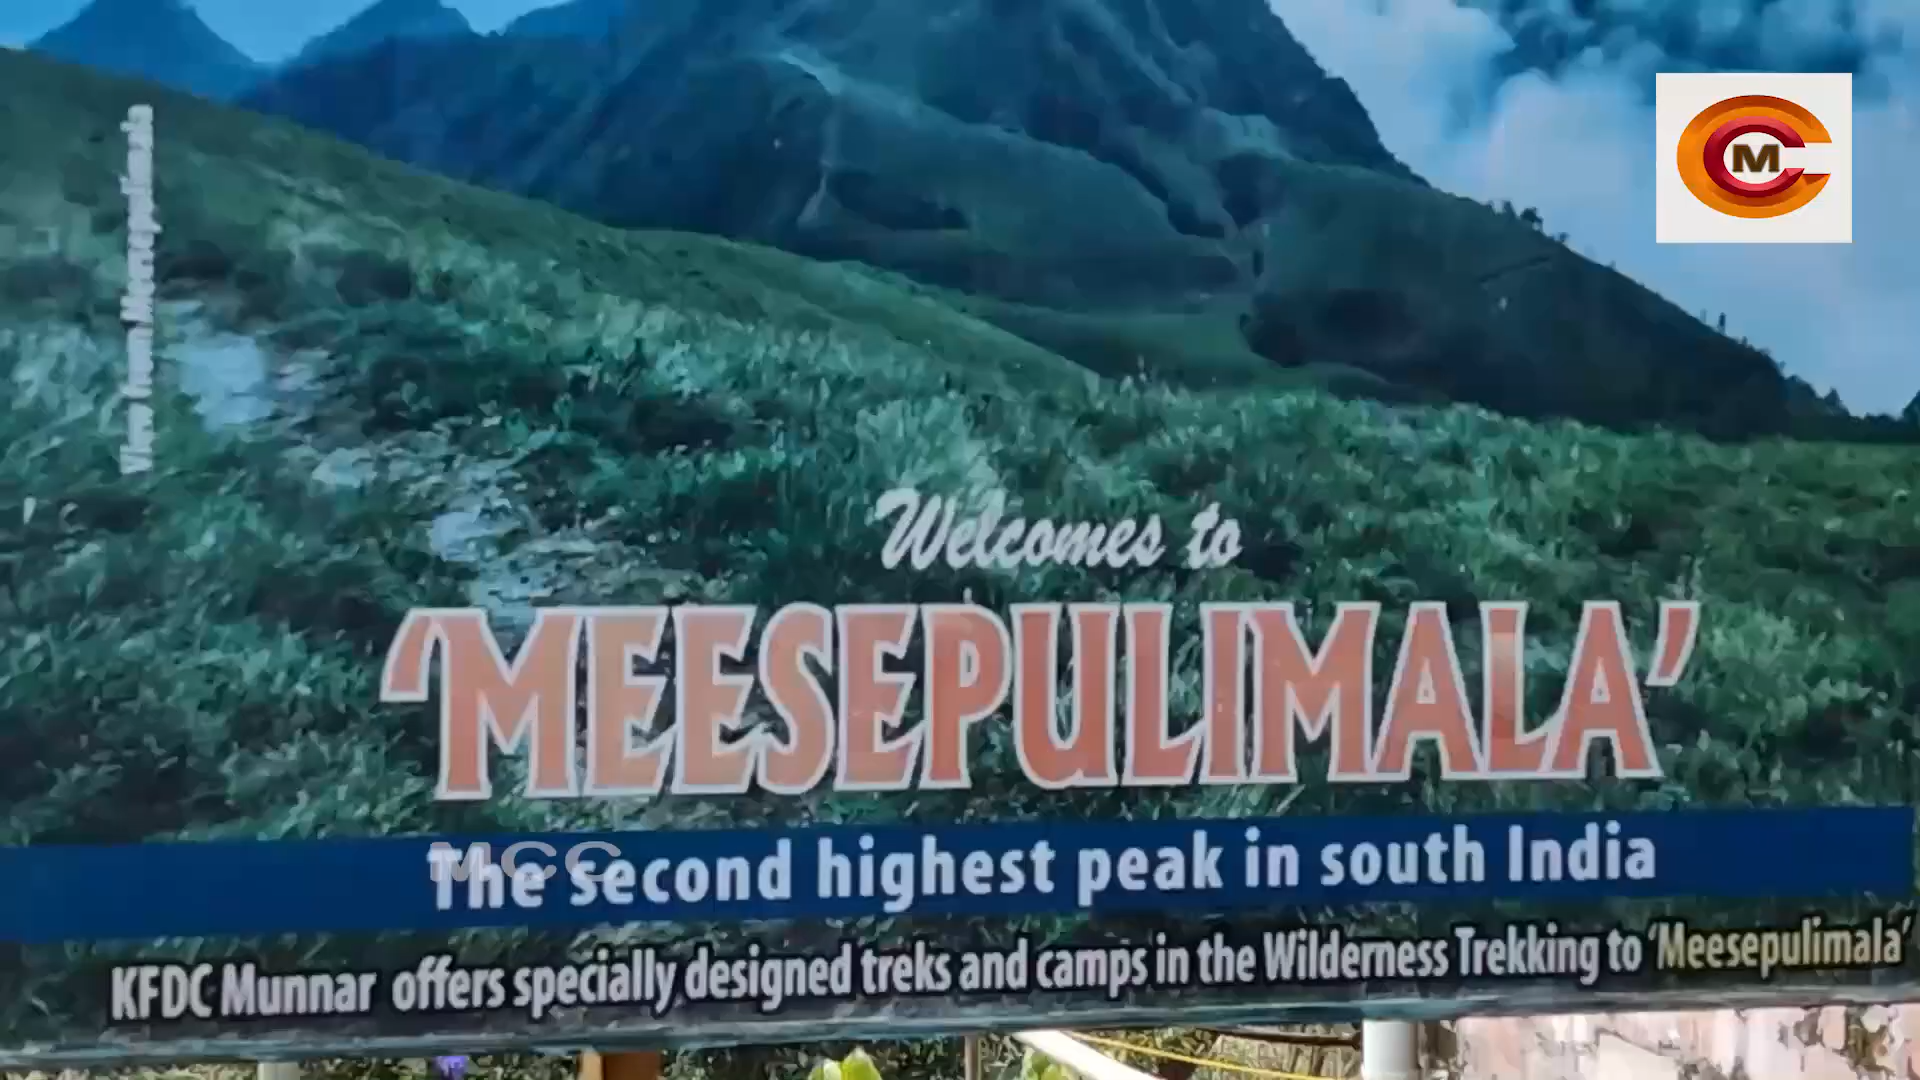 M
Welcomes to
'MEESEPULIMALA'
The second highest peak in south India
MCC
KFDC Munnar offers specially designed treks and camps in the Wilderness Trekking to 'Meesepulimala'